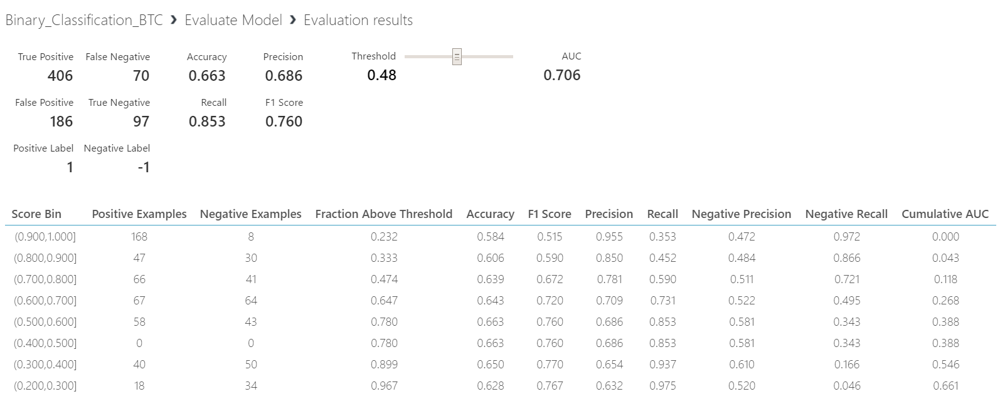 Binary_Classification_BTC ❯ Evaluate Model ❯ Evaluation results
True Positive False Negative Accuracy Precision Threshold AUC
406 70 0.663 0.686 0.48 0.706
False Positive True Negative Recall F1 Score
186 97 0.853 0.760
Positive Label Negative Label
1 -1
Score Bin Positive Examples Negative Examples Fraction Above Threshold Accuracy F1 Score Precision Recall Negative Precision Negative Recall Cumulative AUC
(0.900,1.000] 168 8 0.232 0.584 0.515 0.955 0.353 0.472 0.972 0.000
(0.800,0.900] 47 30 0.333 0.606 0.590 0.850 0.452 0.484 0.866 0.043
(0.700,0.800] 66 41 0.474 0.639 0.672 0.781 0.590 0.511 0.721 0.118
(0.600,0.700] 67 64 0.647 0.643 0.720 0.709 0.731 0.522 0.495 0.268
(0.500,0.600] 58 43 0.780 0.663 0.760 0.686 0.853 0.581 0.343 0.388
(0.400,0.500] 0 0 0.780 0.663 0.760 0.686 0.853 0.581 0.343 0.388
(0.300,0.400] 40 50 0.899 0.650 0.770 0.654 0.937 0.610 0.166 0.546
(0.200,0.300] 18 34 0.967 0.628 0.767 0.632 0.975 0.520 0.046 0.661